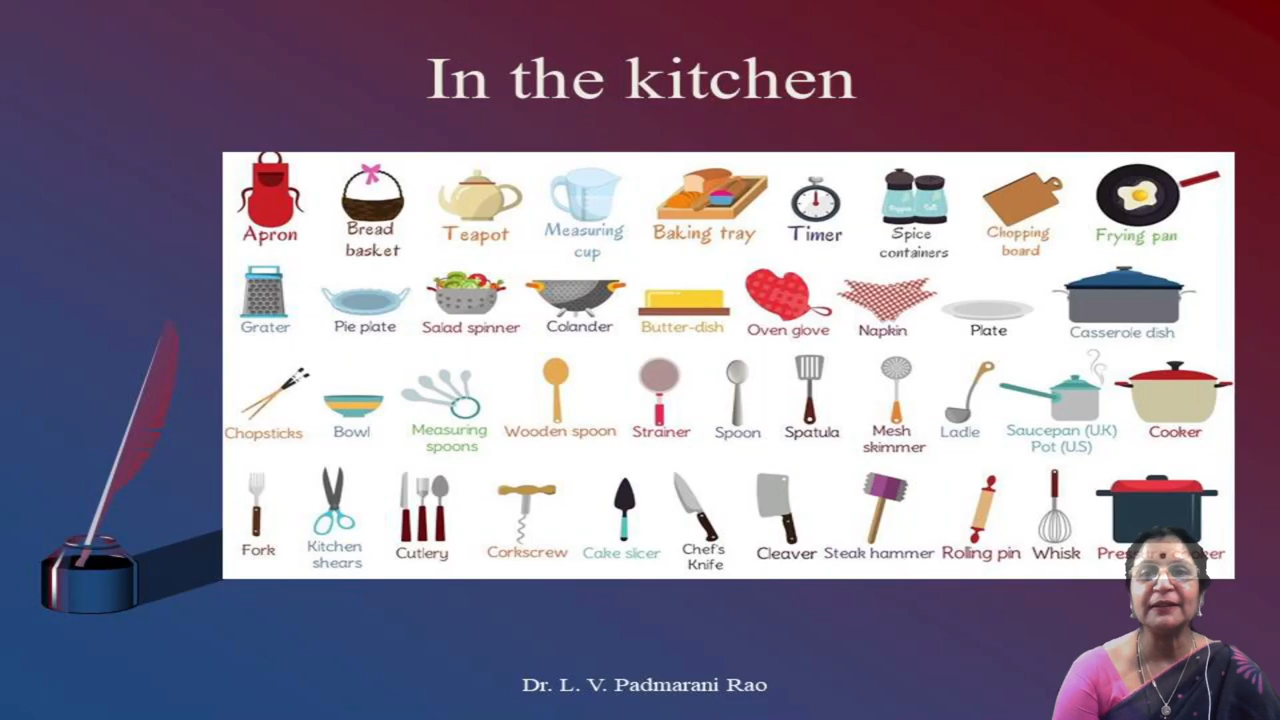 In the kitchen
Apron
Bread
basket
Teapot
Measuring
cup
Baking tray
Timer
Spice
containers
Chopping
board
Frying pan
Grater
Pie plate
Salad spinner
Colander
Butter-dish
Oven glove
Napkin
Plate
Casserole dish
Chopsticks
Bowl
Measuring
spoons
Wooden spoon
Strainer
Spoon
Spatula
Mesh
skimmer
Ladle
Saucepan (U.K)
Pot (U.S)
Cooker
Fork
Kitchen
shears
Cutlery
Corkscrew
Cake slicer
Chef's
Knife
Cleaver
Steak hammer
Rolling pin
Whisk
Dr. L. V. Padmarani Rao